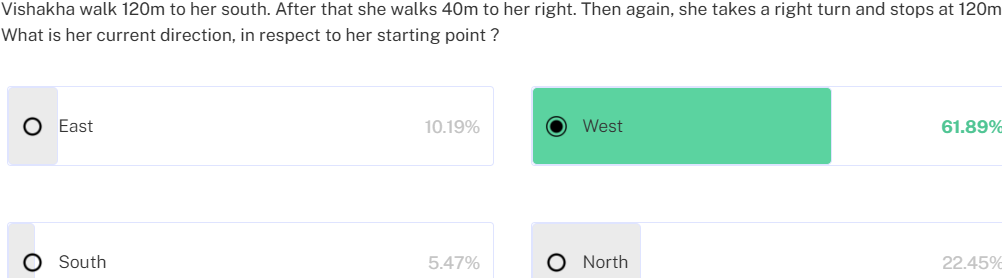 Vishakha walk 120m to her south. After that she walks 40m to her right. Then again, she takes a right turn and stops at 120m
What is her current direction, in respect to her starting point ?
East 10.19%
West 61.89%
South 5.47%
North 22.45%